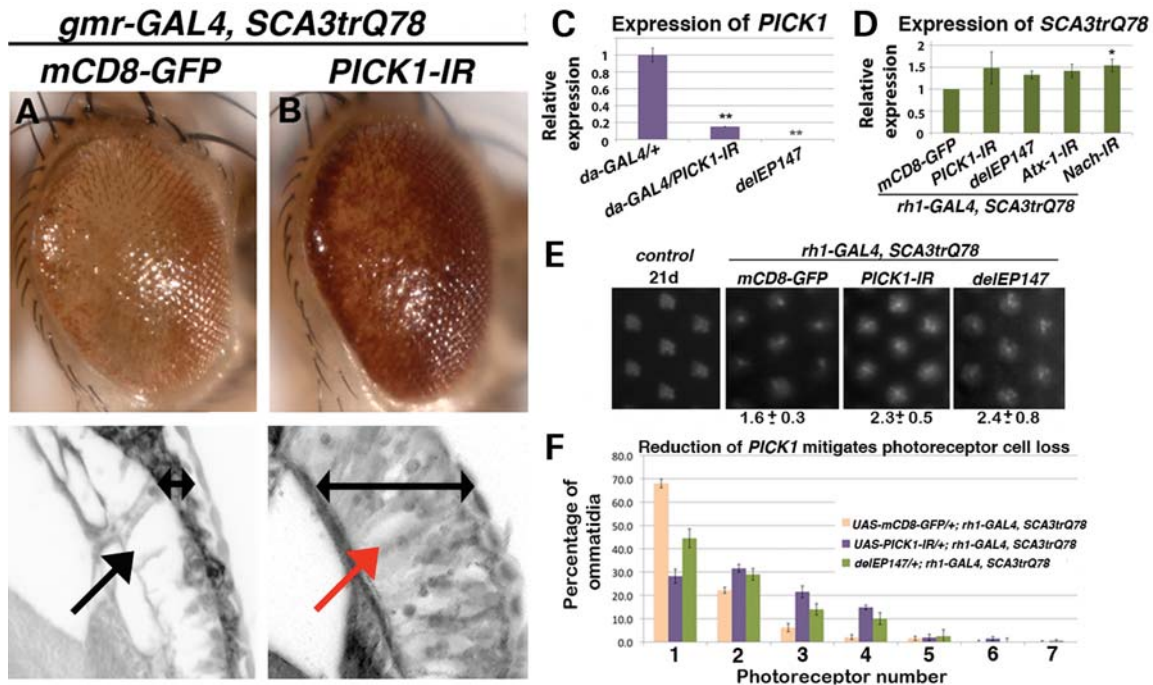 gmr-GAL4, SCA3trQ78
mCD8-GFP
PICK1-IR
A
B
C
Expression of PICK1
Relative
expression
1
0.8
0.6
0.4
0.2
0
**
**
da-GAL4/+
da-GAL4/PICK1-IR
delEP147
D
Expression of SCA3trQ78
Relative
expression
2
1.5
1
0.5
0
*
mCD8-GFP
PICK1-IR
delEP147
Atx-1-IR
Nach-IR
rh1-GAL4, SCA3trQ78
E
control
21d
rh1-GAL4, SCA3trQ78
mCD8-GFP
PICK1-IR
delEP147
1.6 ± 0.3
2.3 ± 0.5
2.4 ± 0.8
F
Reduction of PICK1 mitigates photoreceptor cell loss
Percentage of
ommatidia
80.0
70.0
60.0
50.0
40.0
30.0
20.0
10.0
0.0
UAS-mCD8-GFP/+; rh1-GAL4, SCA3trQ78
UAS-PICK1-IR/+; rh1-GAL4, SCA3trQ78
delEP147/+; rh1-GAL4, SCA3trQ78
1 2 3 4 5 6 7
Photoreceptor number